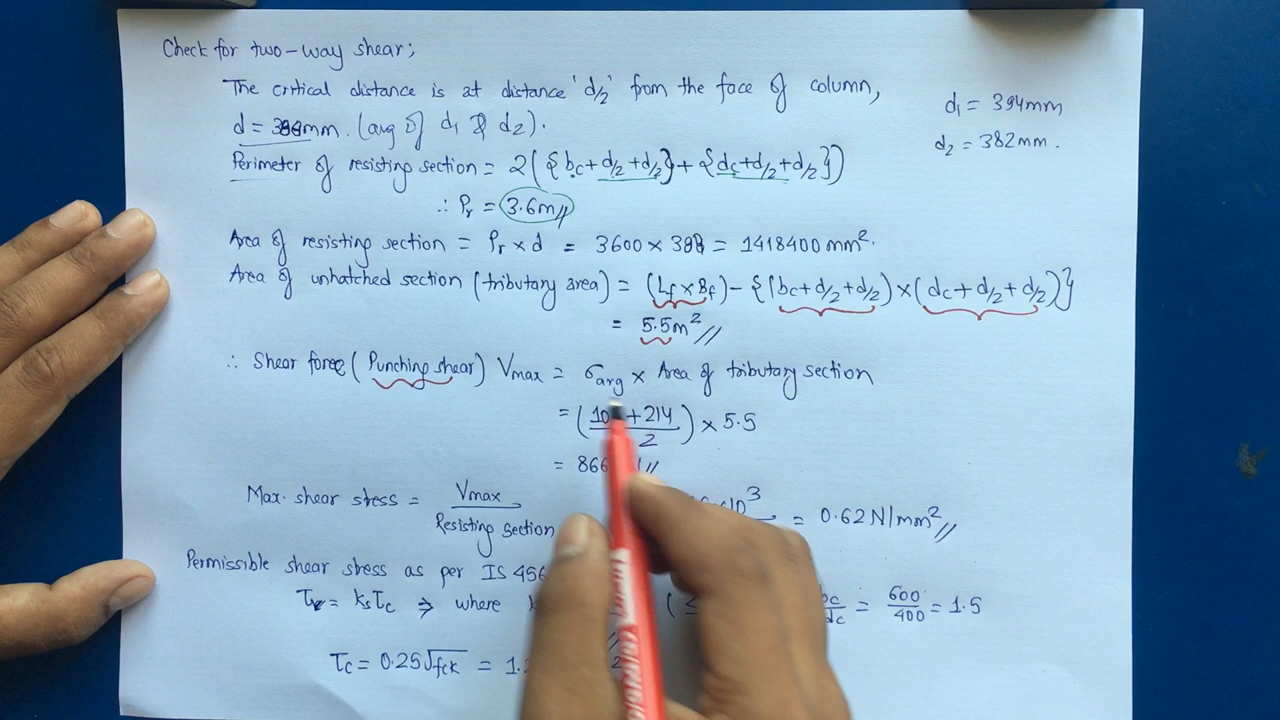 Check for two-way shear;
The critical distance is at distance 'd/2' from the face of column,
d = 388mm. (avg of d₁ & d₂).
d₁ = 394mm
d₂ = 382mm.
Perimeter of resisting section = 2({bc+d/2+d/2}+{dc+d/2+d/2})
∴ Pr = 3.6m//
Area of resisting section = Pr × d = 3600 × 388 = 1418400 mm².
Area of unhatched section (tributary area) = (Lf × Bf) - {(bc+d/2+d/2) × (dc+d/2+d/2)}
= 5.5m²//
∴ Shear force (Punching shear) Vmax = σavg × Area of tributary section
= (10 + 214 / 2) × 5.5
= 866 //
Max. shear stress = Vmax / Resisting section 10³ = 0.62 N/mm²//
Permissible shear stress as per IS 456
τv = ksτc ⇒ where (≤ bc/dc = 600/400 = 1.5
τc = 0.25√fck = 1.